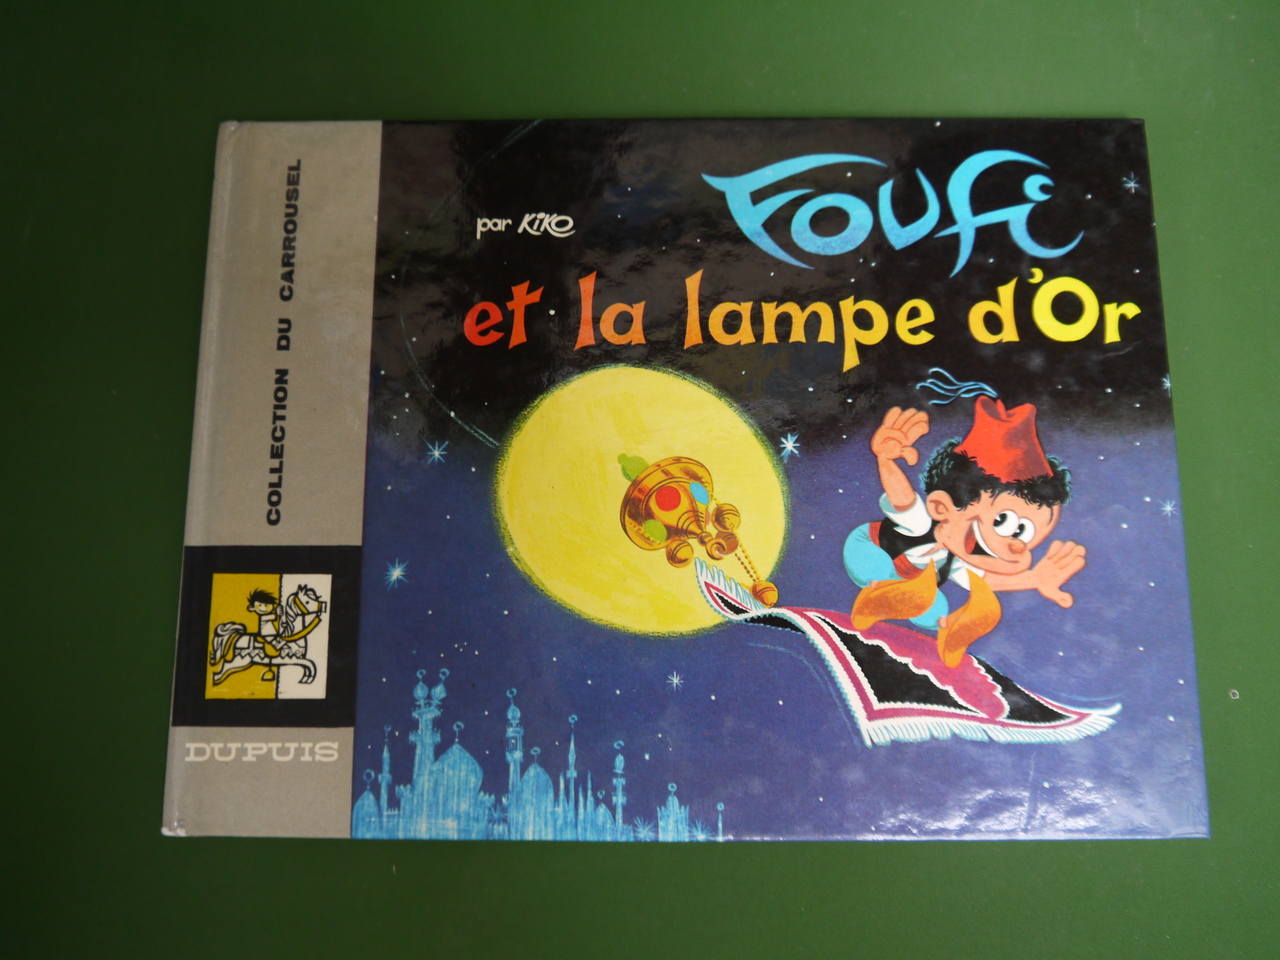 COLLECTION DU CARROUSEL
DUPUIS
par KiKO
FOUFi
et la lampe d'Or